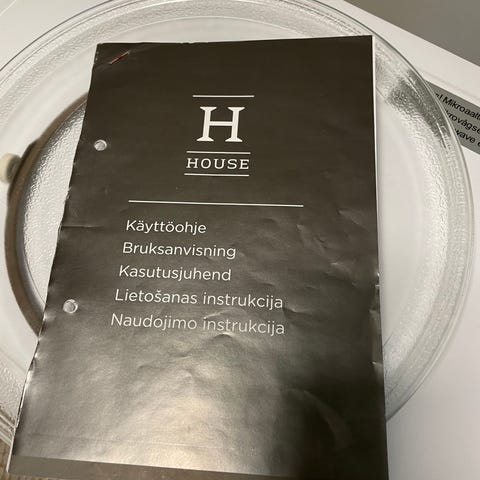 H
HOUSE
Käyttöohje
Bruksanvisning
Kasutusjuhend
Lietošanas instrukcija
Naudojimo instrukcija